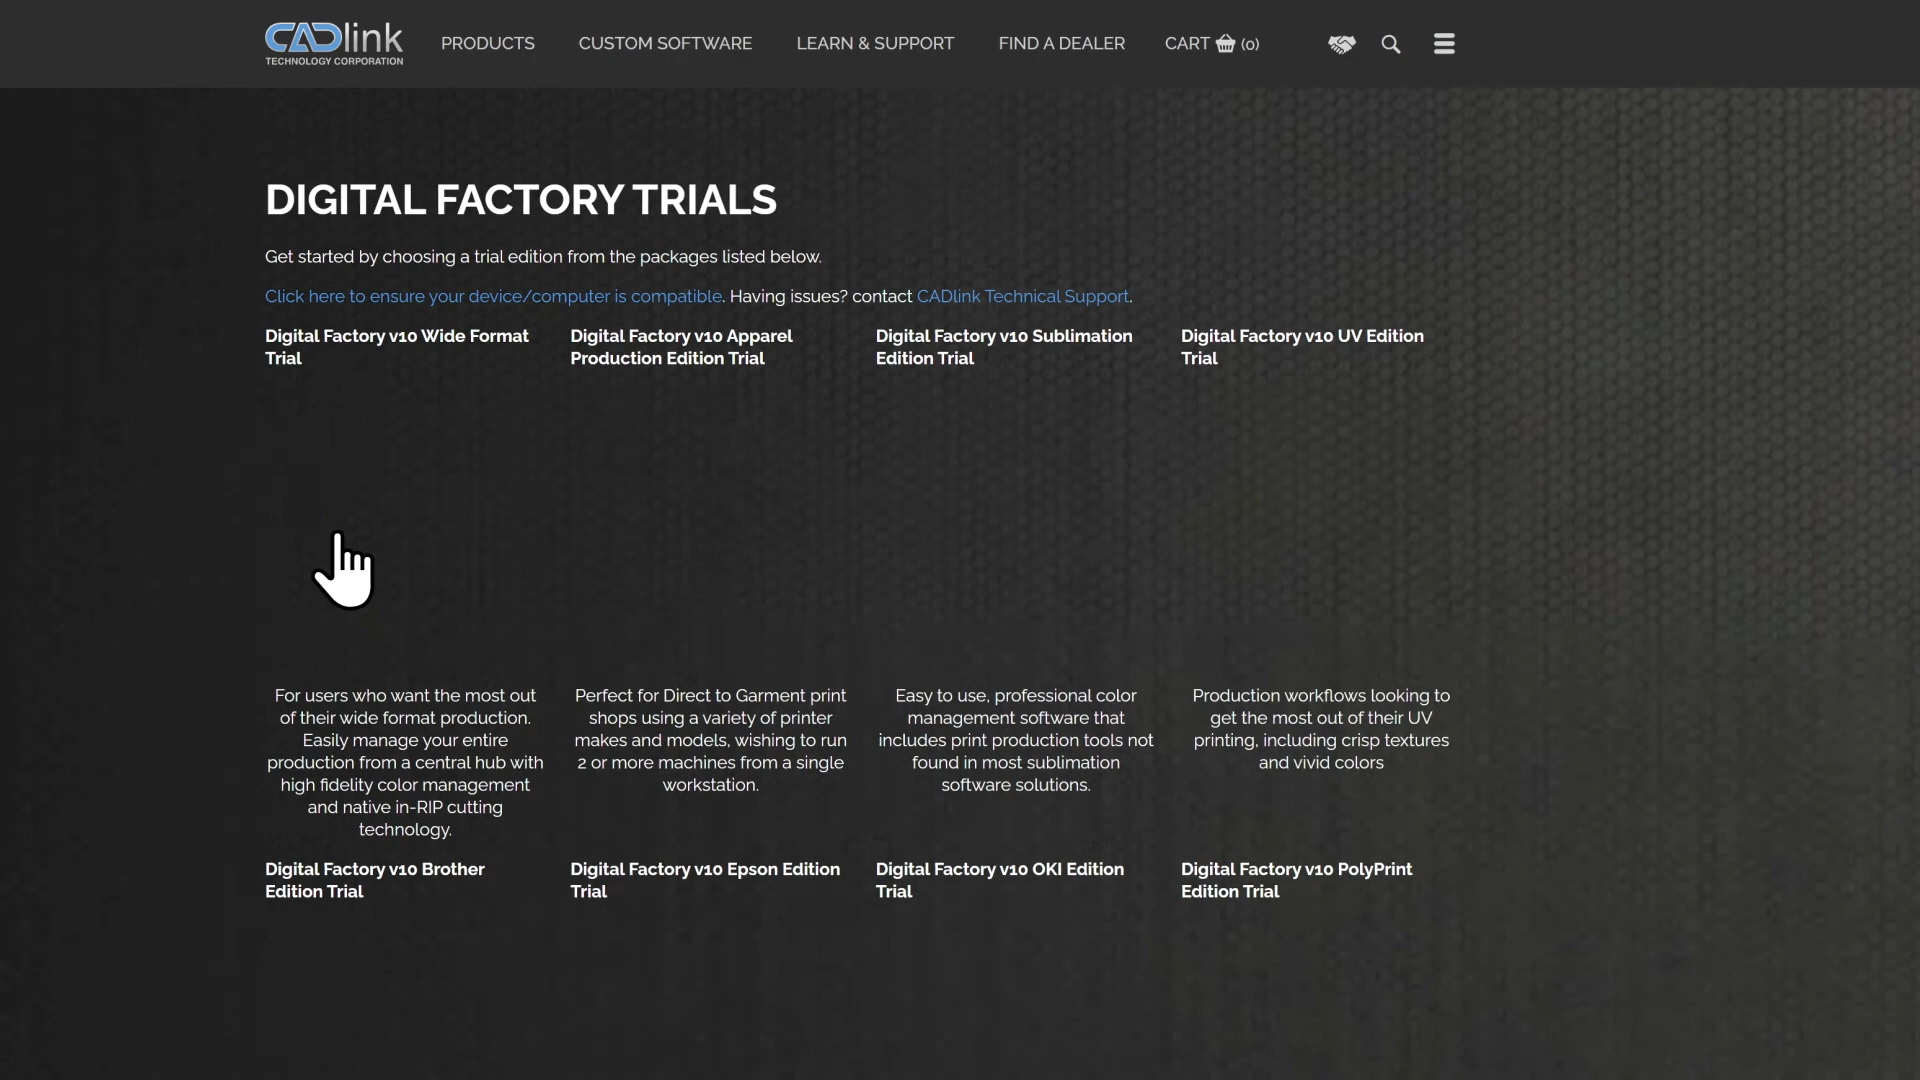 CADlink
TECHNOLOGY CORPORATION
PRODUCTS
CUSTOM SOFTWARE
LEARN & SUPPORT
FIND A DEALER
CART (0)
DIGITAL FACTORY TRIALS
Get started by choosing a trial edition from the packages listed below.
Click here to ensure your device/computer is compatible. Having issues? contact CADlink Technical Support.
Digital Factory v10 Wide Format
Trial
Digital Factory v10 Apparel
Production Edition Trial
Digital Factory v10 Sublimation
Edition Trial
Digital Factory v10 UV Edition
Trial
For users who want the most out
of their wide format production.
Easily manage your entire
production from a central hub with
high fidelity color management
and native in-RIP cutting
technology.
Perfect for Direct to Garment print
shops using a variety of printer
makes and models, wishing to run
2 or more machines from a single
workstation.
Easy to use, professional color
management software that
includes print production tools not
found in most sublimation
software solutions.
Production workflows looking to
get the most out of their UV
printing, including crisp textures
and vivid colors
Digital Factory v10 Brother
Edition Trial
Digital Factory v10 Epson Edition
Trial
Digital Factory v10 OKI Edition
Trial
Digital Factory v10 PolyPrint
Edition Trial